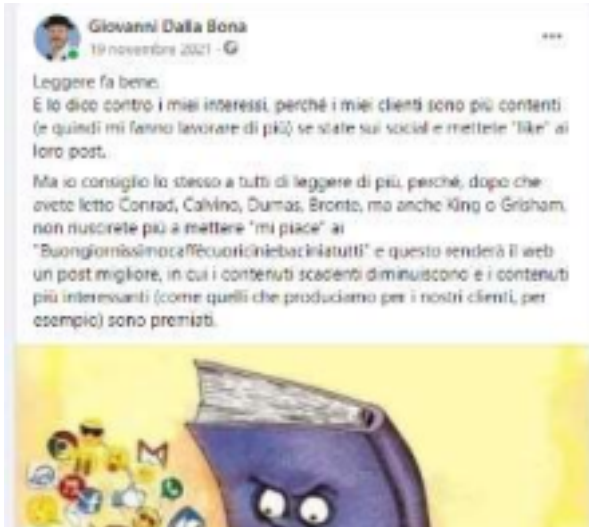 Giovanni Dalla Bona
19 novembre 2021
Leggere fa bene.
E lo dico contro i miei interessi, perché i miei clienti sono più contenti
(e quindi mi fanno lavorare di più) se state sui social e mettete "like" ai
loro post.
Ma io consiglio lo stesso a tutti di leggere di più, perché, dopo che
avete letto Conrad, Calvino, Dumas, Bronte, ma anche King o Grisham,
non riuscirete più a mettere "mi piace" ai
"Buongiornissimocaffècuoriciniebaciniatutti" e questo renderà il web
un post migliore, in cui i contenuti scadenti diminuiscono e i contenuti
più interessanti (come quelli che produciamo per i nostri clienti, per
esempio) sono premiati.